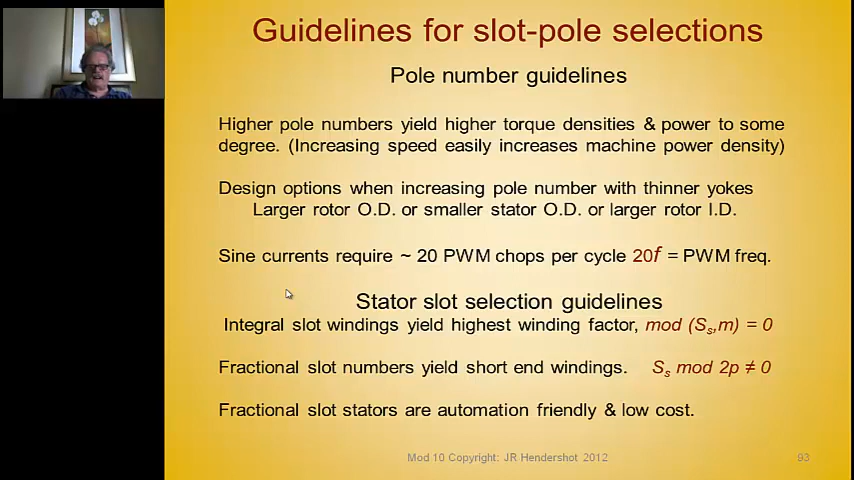 Guidelines for slot-pole selections
Pole number guidelines
Higher pole numbers yield higher torque densities & power to some
degree. (Increasing speed easily increases machine power density)
Design options when increasing pole number with thinner yokes
Larger rotor O.D. or smaller stator O.D. or larger rotor I.D.
Sine currents require ~ 20 PWM chops per cycle 20f = PWM freq.
Stator slot selection guidelines
Integral slot windings yield highest winding factor, mod (Ss,m) = 0
Fractional slot numbers yield short end windings. Ss mod 2p ≠ 0
Fractional slot stators are automation friendly & low cost.
Mod 10 Copyright: JR Hendershot 2012 93